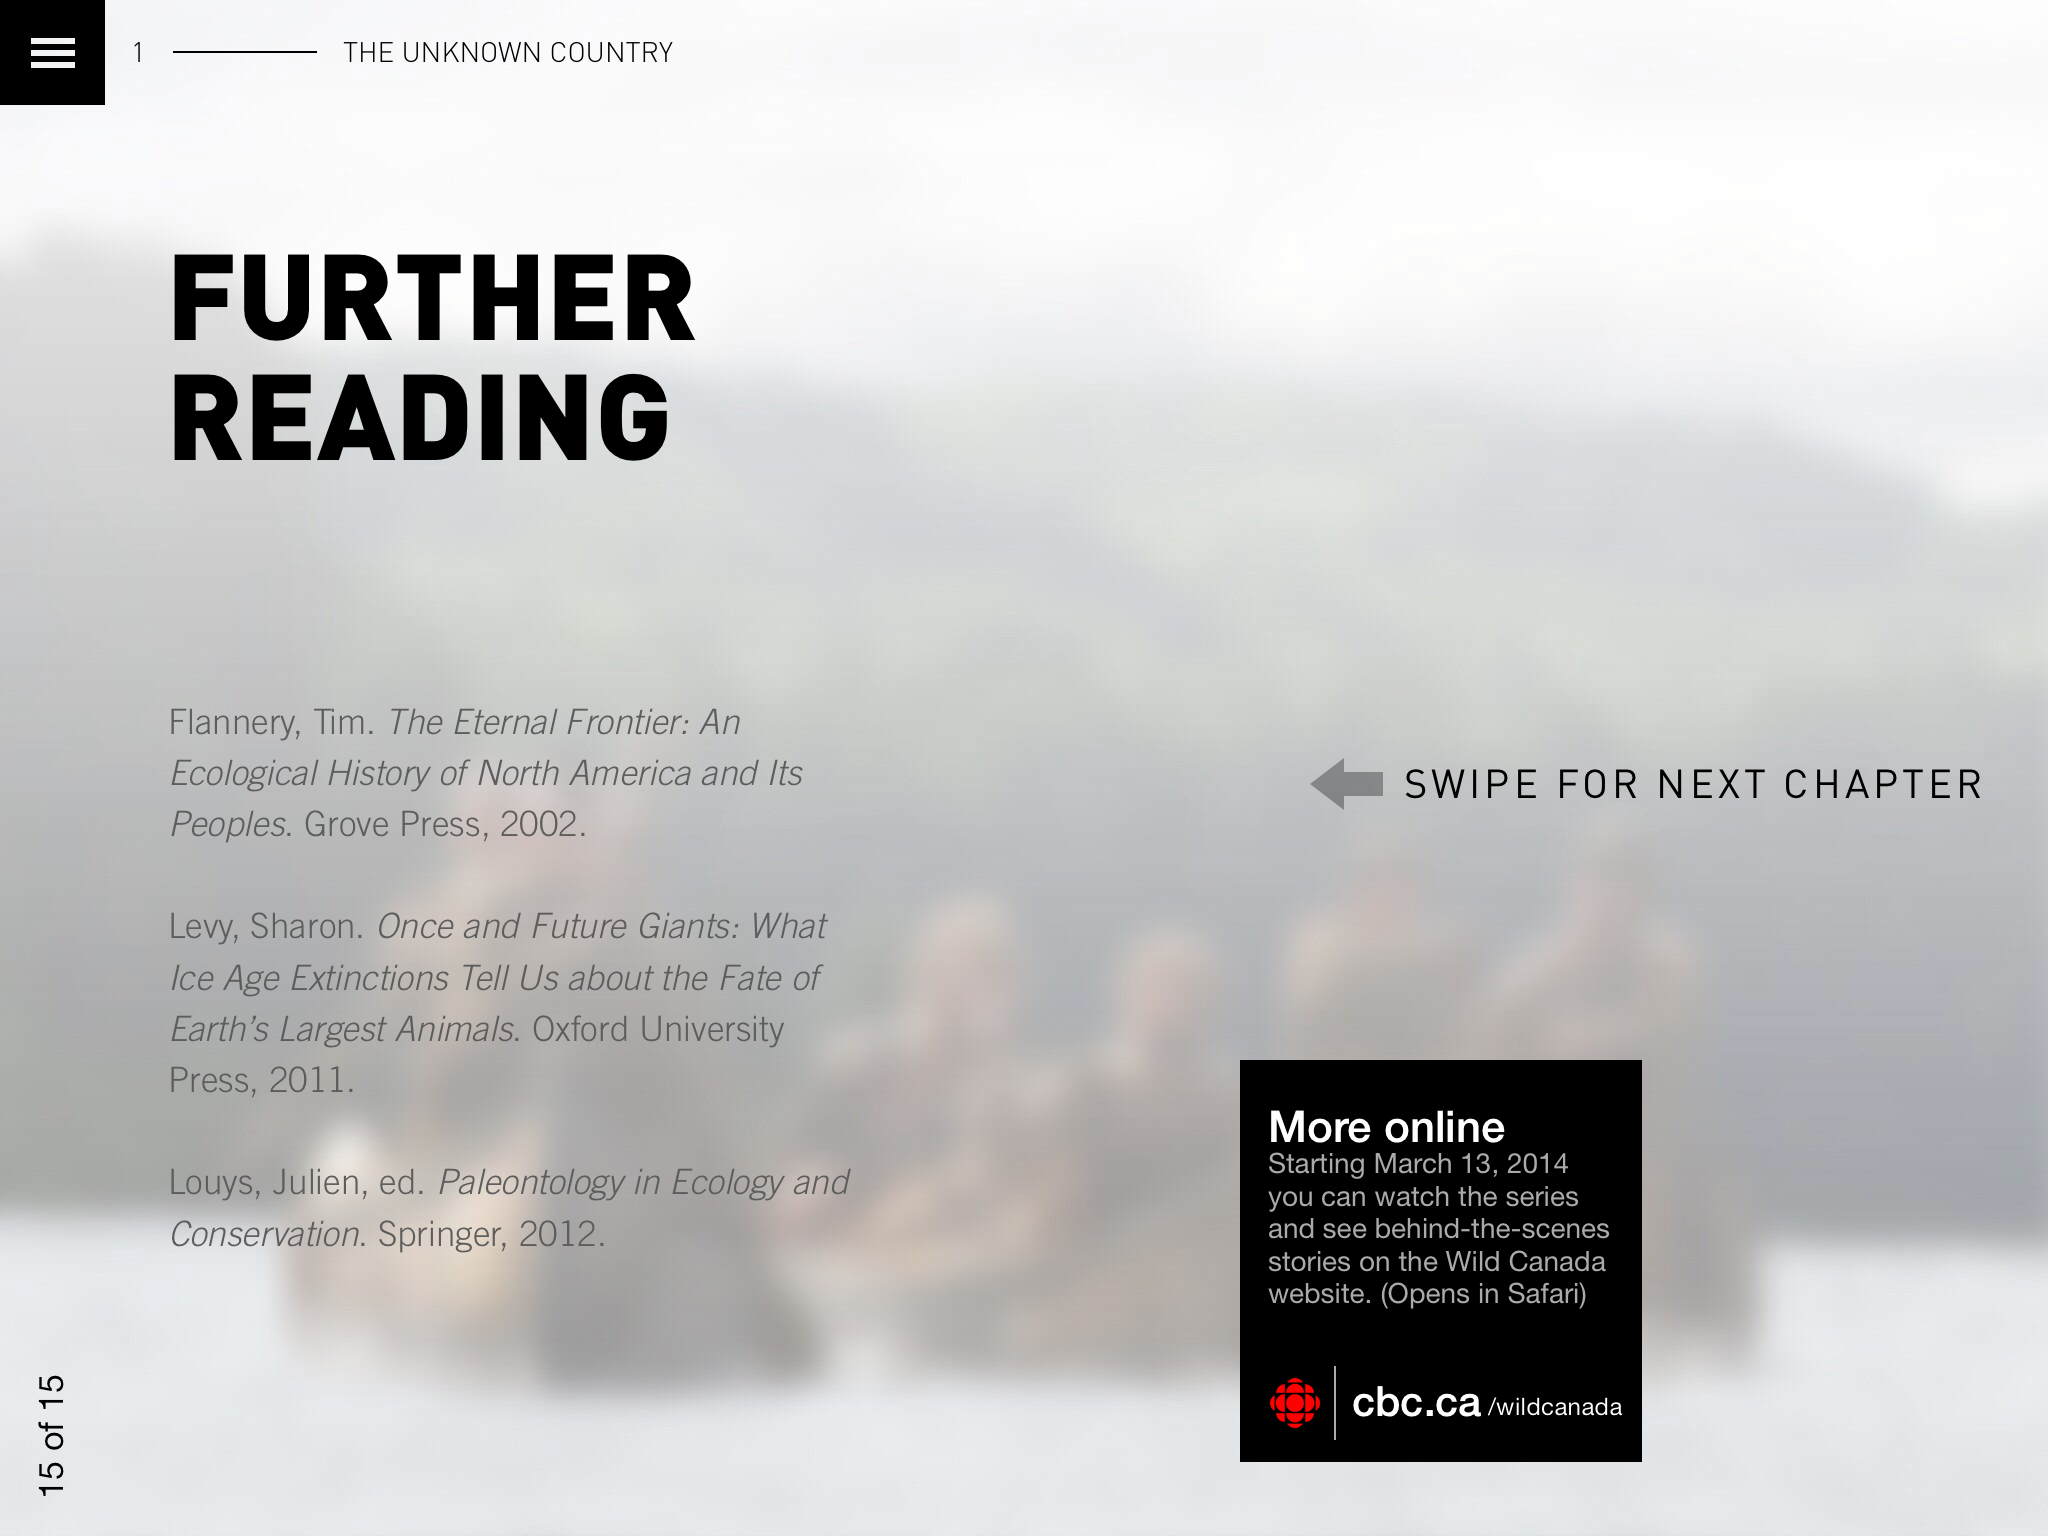 1 THE UNKNOWN COUNTRY
FURTHER
READING
Flannery, Tim. The Eternal Frontier: An
Ecological History of North America and Its
Peoples. Grove Press, 2002.
Levy, Sharon. Once and Future Giants: What
Ice Age Extinctions Tell Us about the Fate of
Earth’s Largest Animals. Oxford University
Press, 2011.
Louys, Julien, ed. Paleontology in Ecology and
Conservation. Springer, 2012.
SWIPE FOR NEXT CHAPTER
More online
Starting March 13, 2014
you can watch the series
and see behind-the-scenes
stories on the Wild Canada
website. (Opens in Safari)
cbc.ca /wildcanada
15 of 15